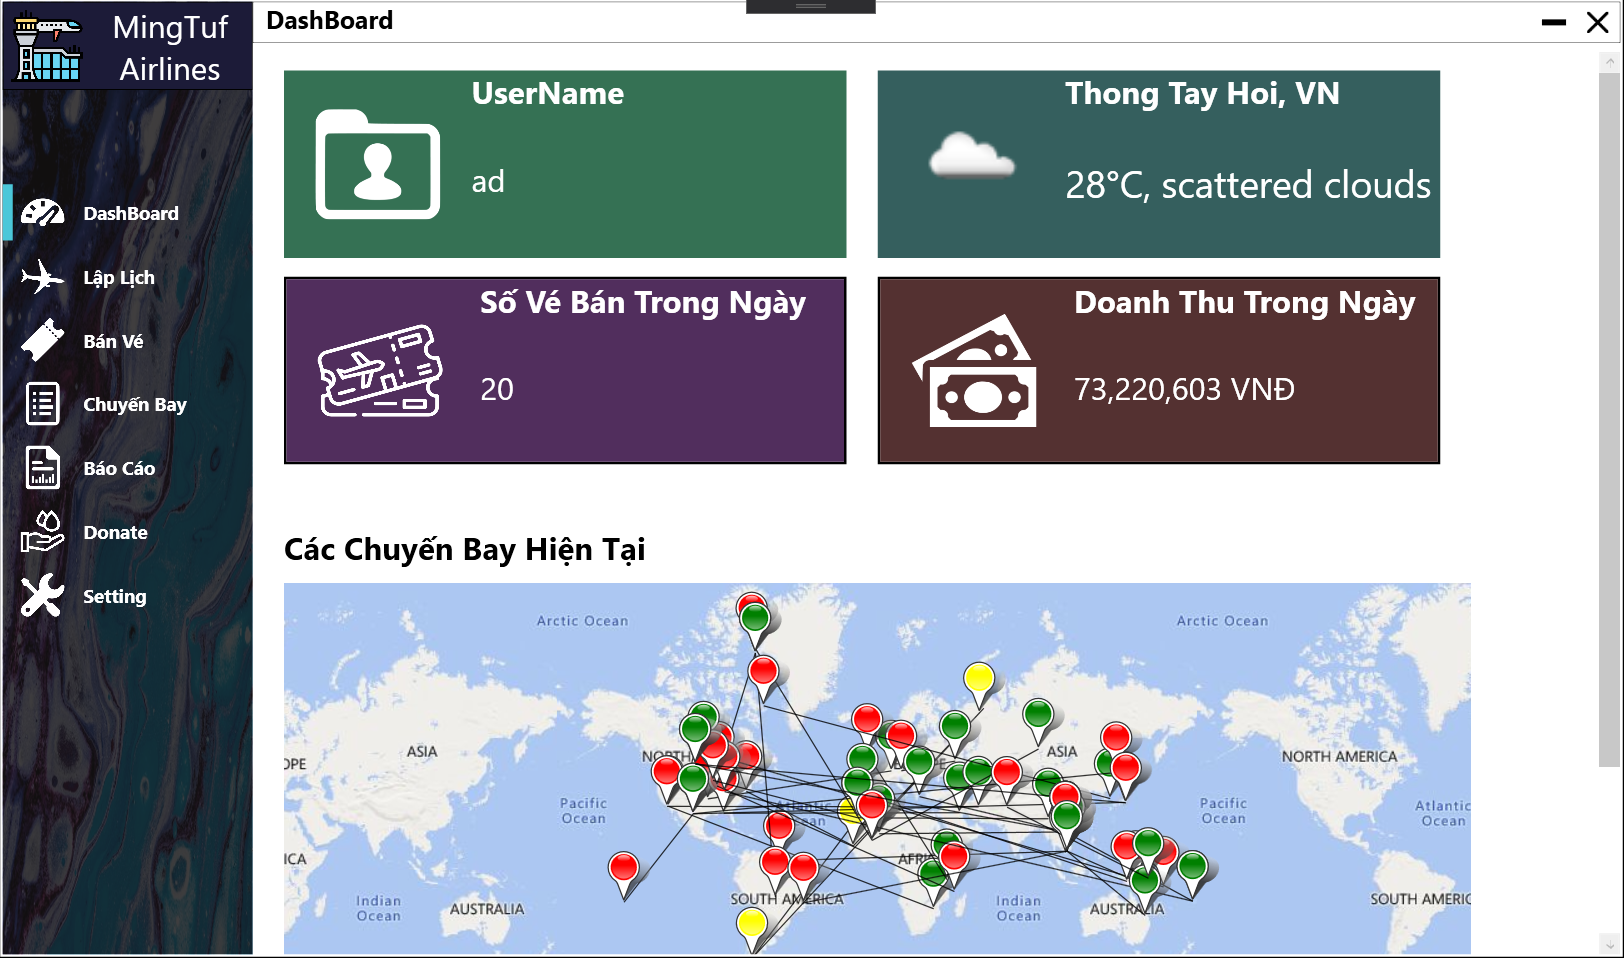 MingTuf
Airlines
DashBoard
DashBoard
Lập Lịch
Bán Vé
Chuyến Bay
Báo Cáo
Donate
Setting
UserName
ad
Thong Tay Hoi, VN
28°C, scattered clouds
Số Vé Bán Trong Ngày
20
Doanh Thu Trong Ngày
73,220,603 VNĐ
Các Chuyến Bay Hiện Tại
Arctic Ocean
Arctic Ocean
ASIA
ASIA
NORTH AMERICA
OPE
Pacific
Ocean
Pacific
Ocean
Atlantic
Ocean
ICA
Indian
Ocean
AUSTRALIA
SOUTH AMERICA
Indian
Ocean
AUSTRALIA
SOUTH AMERIC